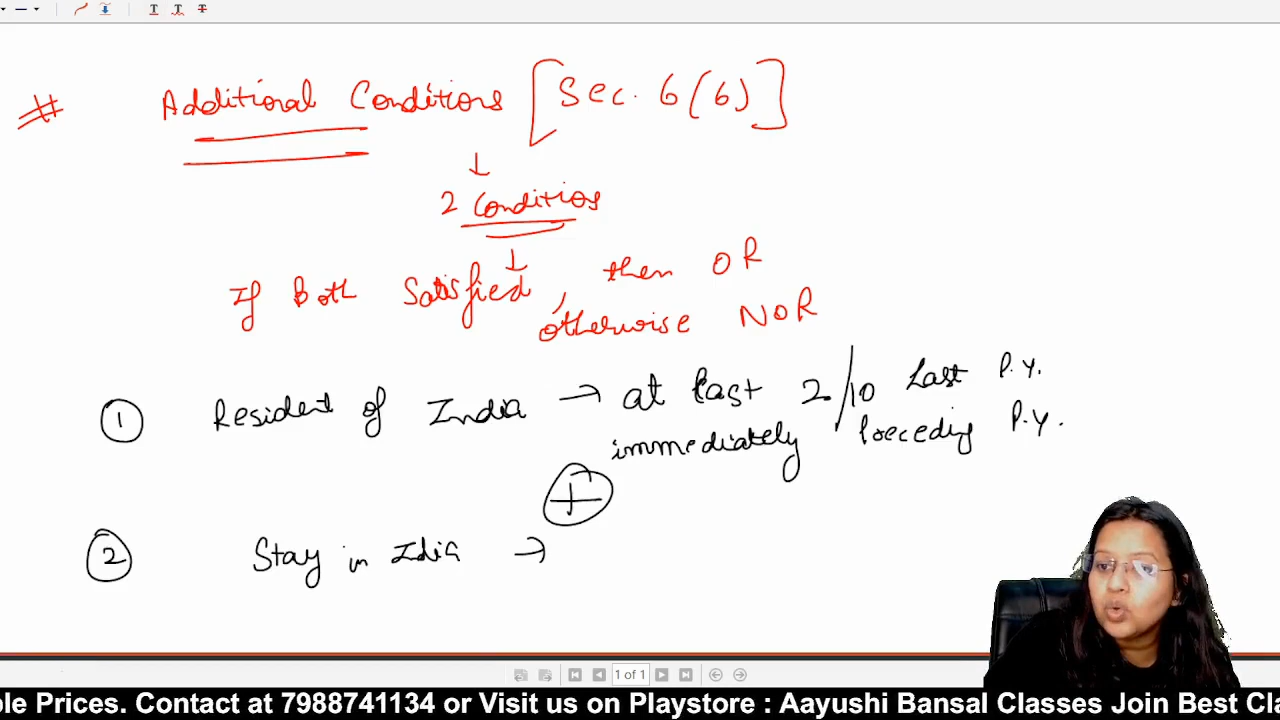 # Additional Conditions [Sec. 6(6)]
↓
2 Conditions
↓
If Both Satisfied, then OR
otherwise NOR
① Resident of India → at least 2/10 Last P.Y.
immediately Preceding P.Y.
+
② Stay in Idia →
1 of 1
ble Prices. Contact at 7988741134 or Visit us on Playstore : Aayushi Bansal Classes Join Best Cla